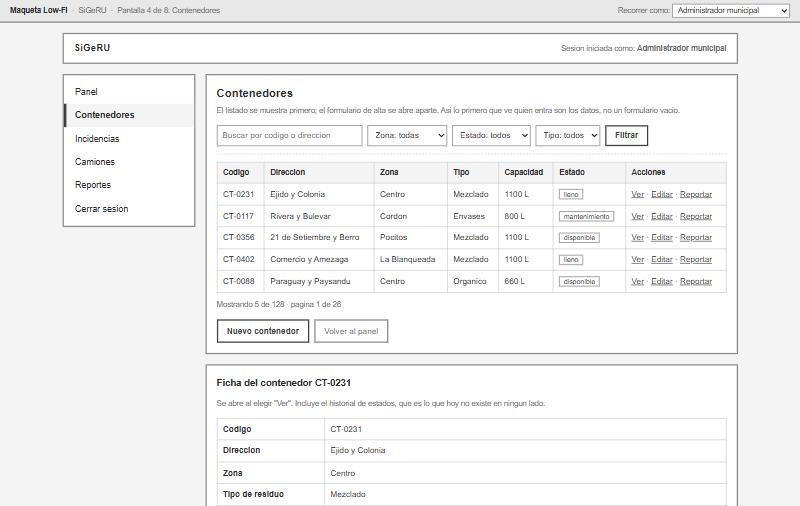 Maqueta Low-Fi · SiGeRU · Pantalla 4 de 8: Contenedores
Recorrer como: Administrador municipal
SiGeRU
Sesion iniciada como: Administrador municipal
Panel
Contenedores
Incidencias
Camiones
Reportes
Cerrar sesion
Contenedores
El listado se muestra primero; el formulario de alta se abre aparte. Asi lo primero que ve quien entra son los datos, no un formulario vacio.
Buscar por codigo o direccion Zona: todas Estado: todos Tipo: todos Filtrar
Codigo Direccion Zona Tipo Capacidad Estado Acciones
CT-0231 Ejido y Colonia Centro Mezclado 1100 L lleno Ver · Editar · Reportar
CT-0117 Rivera y Bulevar Cordon Envases 800 L mantenimiento Ver · Editar · Reportar
CT-0356 21 de Setiembre y Berro Pocitos Mezclado 1100 L disponible Ver · Editar · Reportar
CT-0402 Comercio y Amezaga La Blanqueada Mezclado 1100 L lleno Ver · Editar · Reportar
CT-0088 Paraguay y Paysandu Centro Organico 660 L disponible Ver · Editar · Reportar
Mostrando 5 de 128 · pagina 1 de 26
Nuevo contenedor Volver al panel
Ficha del contenedor CT-0231
Se abre al elegir "Ver". Incluye el historial de estados, que es lo que hoy no existe en ningun lado.
Codigo CT-0231
Direccion Ejido y Colonia
Zona Centro
Tipo de residuo Mezclado